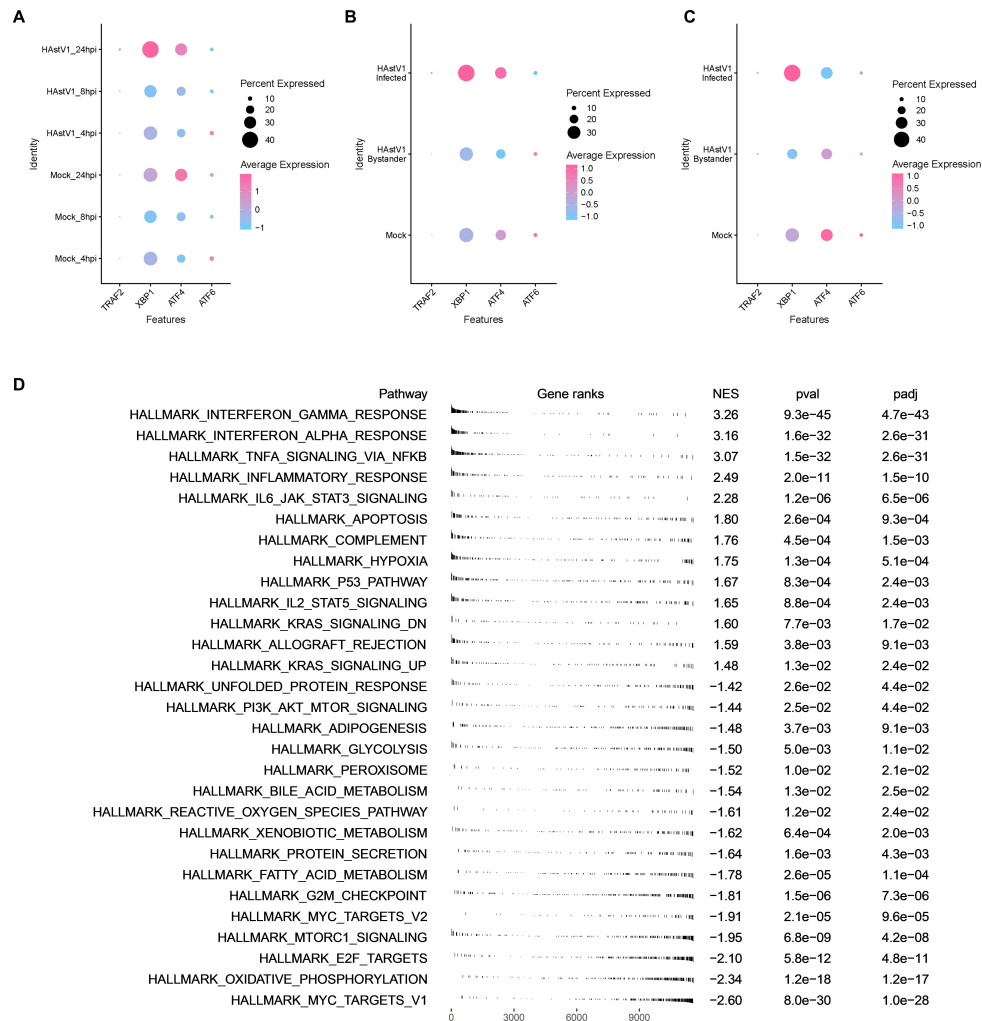 A
HAstV1_24hpi
HAstV1_8hpi
HAstV1_4hpi
Mock_24hpi
Mock_8hpi
Mock_4hpi
Identity
TRAF2
XBP1
ATF4
ATF6
Features
Percent Expressed
10
20
30
40
Average Expression
1
0
−1
B
HAstV1
Infected
HAstV1
Bystander
Mock
Identity
TRAF2
XBP1
ATF4
ATF6
Features
Percent Expressed
10
20
30
Average Expression
1.0
0.5
0.0
−0.5
−1.0
C
HAstV1
Infected
HAstV1
Bystander
Mock
Identity
TRAF2
XBP1
ATF4
ATF6
Features
Percent Expressed
10
20
30
40
Average Expression
1.0
0.5
0.0
−0.5
−1.0
D
Pathway Gene ranks NES pval padj
HALLMARK_INTERFERON_GAMMA_RESPONSE 3.26 9.3e−45 4.7e−43
HALLMARK_INTERFERON_ALPHA_RESPONSE 3.16 1.6e−32 2.6e−31
HALLMARK_TNFA_SIGNALING_VIA_NFKB 3.07 1.5e−32 2.6e−31
HALLMARK_INFLAMMATORY_RESPONSE 2.49 2.0e−11 1.5e−10
HALLMARK_IL6_JAK_STAT3_SIGNALING 2.28 1.2e−06 6.5e−06
HALLMARK_APOPTOSIS 1.80 2.6e−04 9.3e−04
HALLMARK_COMPLEMENT 1.76 4.5e−04 1.5e−03
HALLMARK_HYPOXIA 1.75 1.3e−04 5.1e−04
HALLMARK_P53_PATHWAY 1.67 8.3e−04 2.4e−03
HALLMARK_IL2_STAT5_SIGNALING 1.65 8.8e−04 2.4e−03
HALLMARK_KRAS_SIGNALING_DN 1.60 7.7e−03 1.7e−02
HALLMARK_ALLOGRAFT_REJECTION 1.59 3.8e−03 9.1e−03
HALLMARK_KRAS_SIGNALING_UP 1.48 1.3e−02 2.4e−02
HALLMARK_UNFOLDED_PROTEIN_RESPONSE −1.42 2.6e−02 4.4e−02
HALLMARK_PI3K_AKT_MTOR_SIGNALING −1.44 2.5e−02 4.4e−02
HALLMARK_ADIPOGENESIS −1.48 3.7e−03 9.1e−03
HALLMARK_GLYCOLYSIS −1.50 5.0e−03 1.1e−02
HALLMARK_PEROXISOME −1.52 1.0e−02 2.1e−02
HALLMARK_BILE_ACID_METABOLISM −1.54 1.3e−02 2.5e−02
HALLMARK_REACTIVE_OXYGEN_SPECIES_PATHWAY −1.61 1.2e−02 2.4e−02
HALLMARK_XENOBIOTIC_METABOLISM −1.62 6.4e−04 2.0e−03
HALLMARK_PROTEIN_SECRETION −1.64 1.6e−03 4.3e−03
HALLMARK_FATTY_ACID_METABOLISM −1.78 2.6e−05 1.1e−04
HALLMARK_G2M_CHECKPOINT −1.81 1.5e−06 7.3e−06
HALLMARK_MYC_TARGETS_V2 −1.91 2.1e−05 9.6e−05
HALLMARK_MTORC1_SIGNALING −1.95 6.8e−09 4.2e−08
HALLMARK_E2F_TARGETS −2.10 5.8e−12 4.8e−11
HALLMARK_OXIDATIVE_PHOSPHORYLATION −2.34 1.2e−18 1.2e−17
HALLMARK_MYC_TARGETS_V1 −2.60 8.0e−30 1.0e−28
0 3000 6000 9000